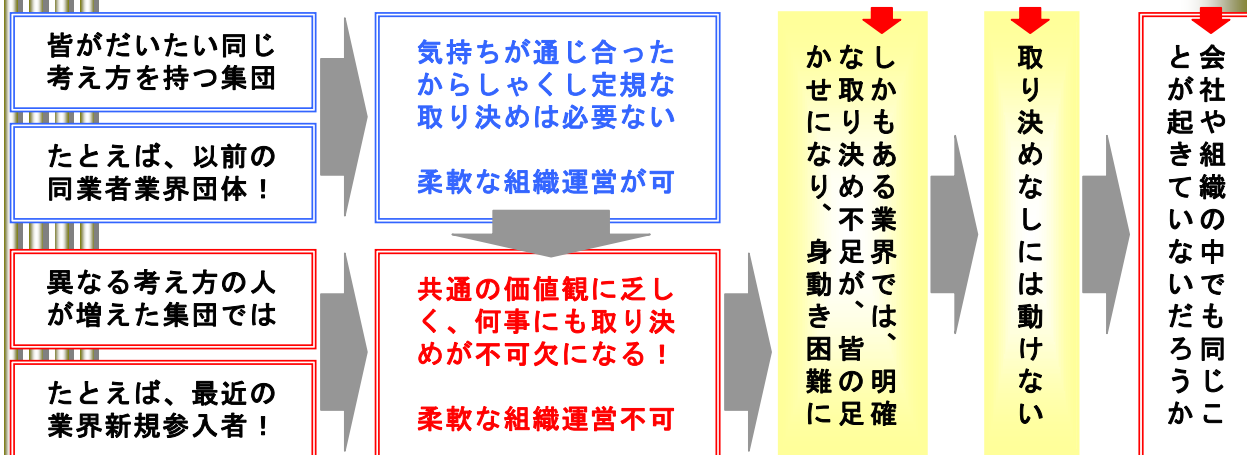 皆がだいたい同じ
考え方を持つ集団
たとえば、以前の
同業者業界団体！
気持ちが通じ合った
からしゃくし定規な
取り決めは必要ない
柔軟な組織運営が可
異なる考え方の人
が増えた集団では
たとえば、最近の
業界新規参入者！
共通の価値観に乏し
く、何事にも取り決
めが不可欠になる！
柔軟な組織運営不可
しかもある業界では、明確
な取り決め不足が、皆の足
かせになり、身動き困難に
取り決めなしには動けない
会社や組織の中でも同じこ
とが起きていないだろうか